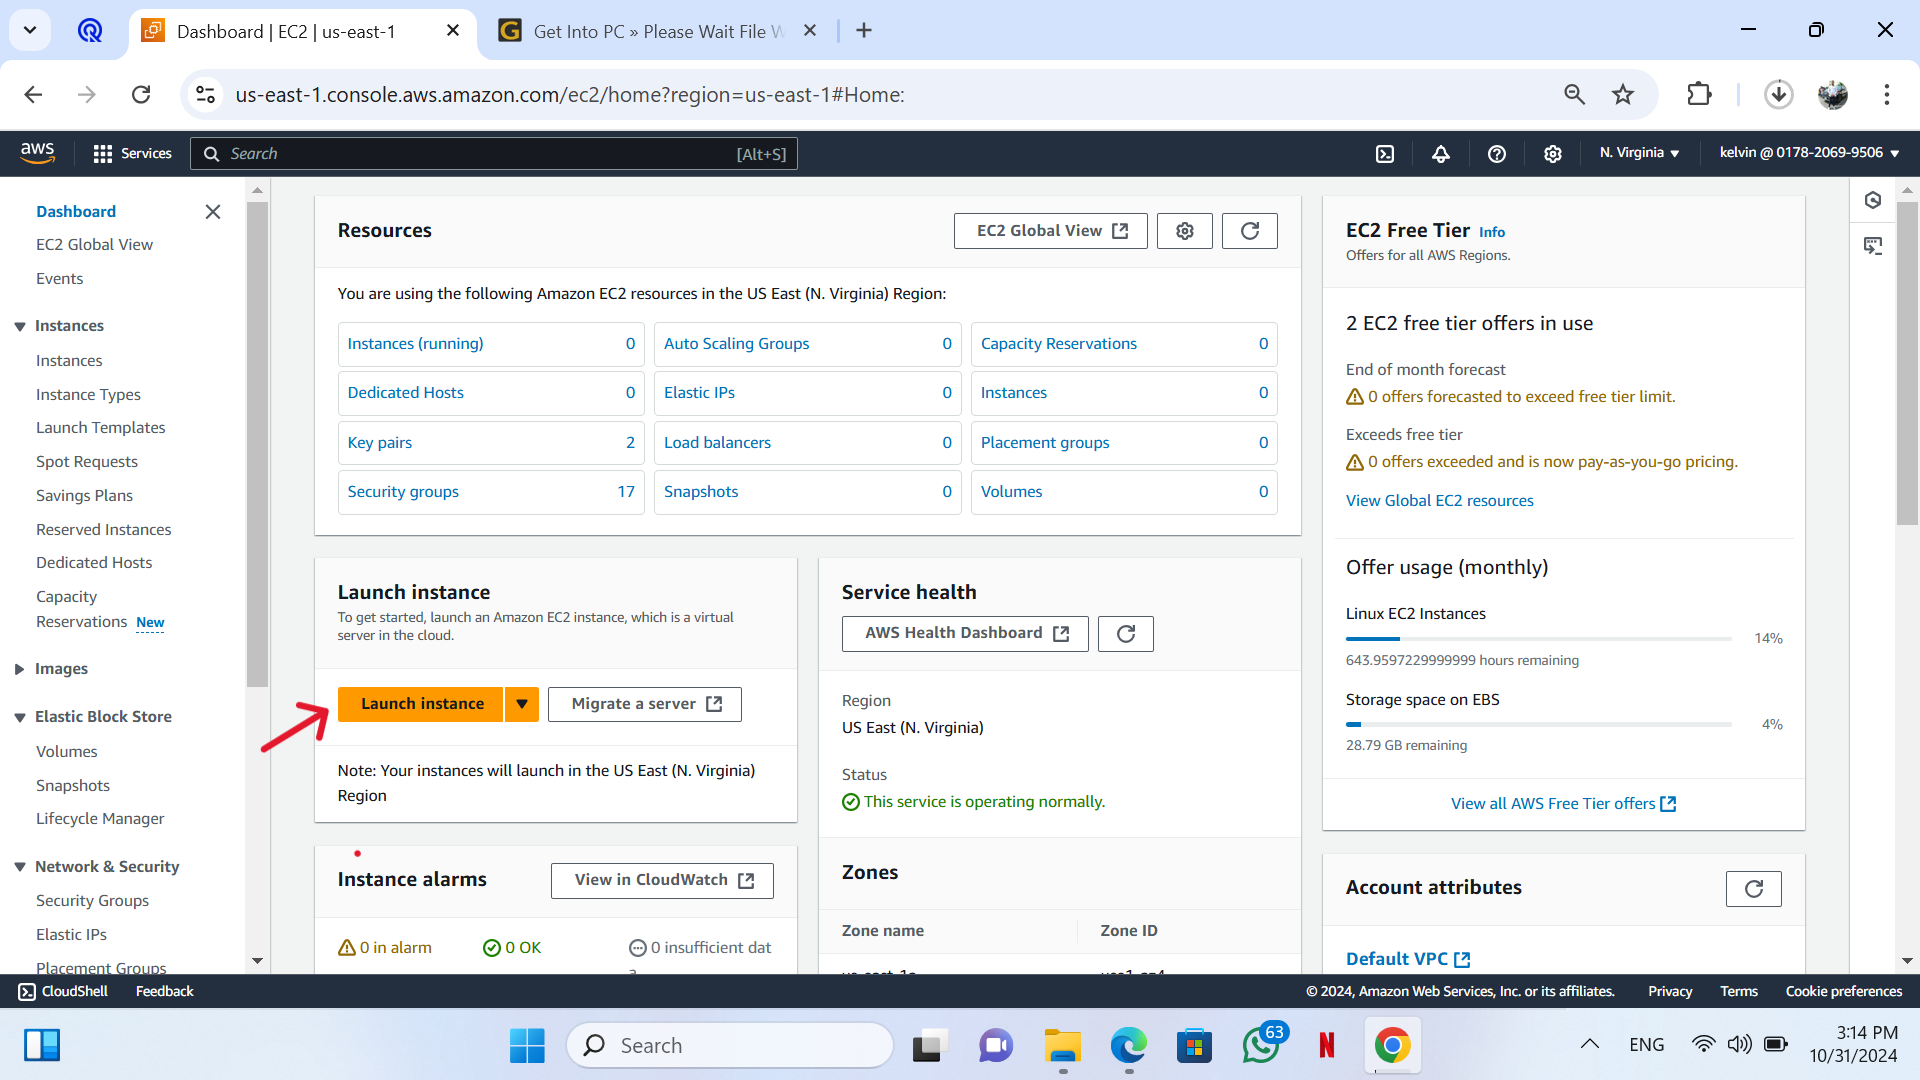 Dashboard | EC2 | us-east-1
Get Into PC » Please Wait File W
us-east-1.console.aws.amazon.com/ec2/home?region=us-east-1#Home:
aws
Services
Search
[Alt+S]
N. Virginia
kelvin @ 0178-2069-9506
Dashboard
EC2 Global View
Events
Instances
Instances
Instance Types
Launch Templates
Spot Requests
Savings Plans
Reserved Instances
Dedicated Hosts
Capacity
Reservations New
Images
Elastic Block Store
Volumes
Snapshots
Lifecycle Manager
Network & Security
Security Groups
Elastic IPs
Placement Groups
Resources
EC2 Global View
You are using the following Amazon EC2 resources in the US East (N. Virginia) Region:
Instances (running) 0
Auto Scaling Groups 0
Capacity Reservations 0
Dedicated Hosts 0
Elastic IPs 0
Instances 0
Key pairs 2
Load balancers 0
Placement groups 0
Security groups 17
Snapshots 0
Volumes 0
Launch instance
To get started, launch an Amazon EC2 instance, which is a virtual
server in the cloud.
Launch instance
Migrate a server
Note: Your instances will launch in the US East (N. Virginia)
Region
Instance alarms
View in CloudWatch
0 in alarm
0 OK
0 insufficient dat
Service health
AWS Health Dashboard
Region
US East (N. Virginia)
Status
This service is operating normally.
Zones
Zone name
Zone ID
EC2 Free Tier Info
Offers for all AWS Regions.
2 EC2 free tier offers in use
End of month forecast
0 offers forecasted to exceed free tier limit.
Exceeds free tier
0 offers exceeded and is now pay-as-you-go pricing.
View Global EC2 resources
Offer usage (monthly)
Linux EC2 Instances
14%
643.9597229999999 hours remaining
Storage space on EBS
4%
28.79 GB remaining
View all AWS Free Tier offers
Account attributes
Default VPC
CloudShell
Feedback
© 2024, Amazon Web Services, Inc. or its affiliates.
Privacy
Terms
Cookie preferences
Search
63
N
ENG
3:14 PM
10/31/2024